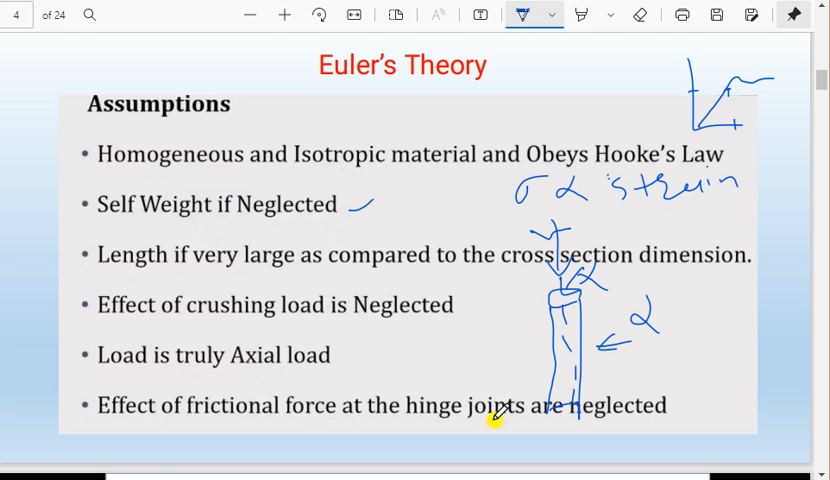 4 of 24
Euler's Theory
Assumptions
• Homogeneous and Isotropic material and Obeys Hooke's Law
σ α strain
• Self Weight if Neglected
• Length if very large as compared to the cross section dimension.
• Effect of crushing load is Neglected
• Load is truly Axial load
• Effect of frictional force at the hinge joints are neglected